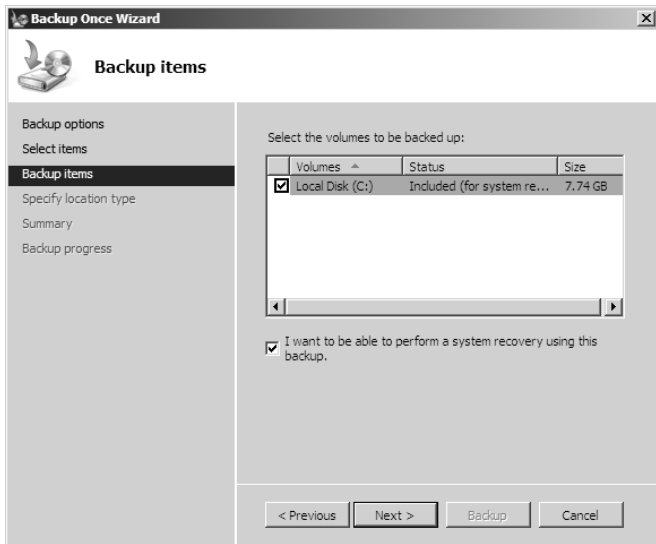 Backup Once Wizard
Backup items
Backup options
Select items
Backup items
Specify location type
Summary
Backup progress
Select the volumes to be backed up:
Volumes Status Size
Local Disk (C:) Included (for system re... 7.74 GB
I want to be able to perform a system recovery using this
backup.
< Previous Next > Backup Cancel